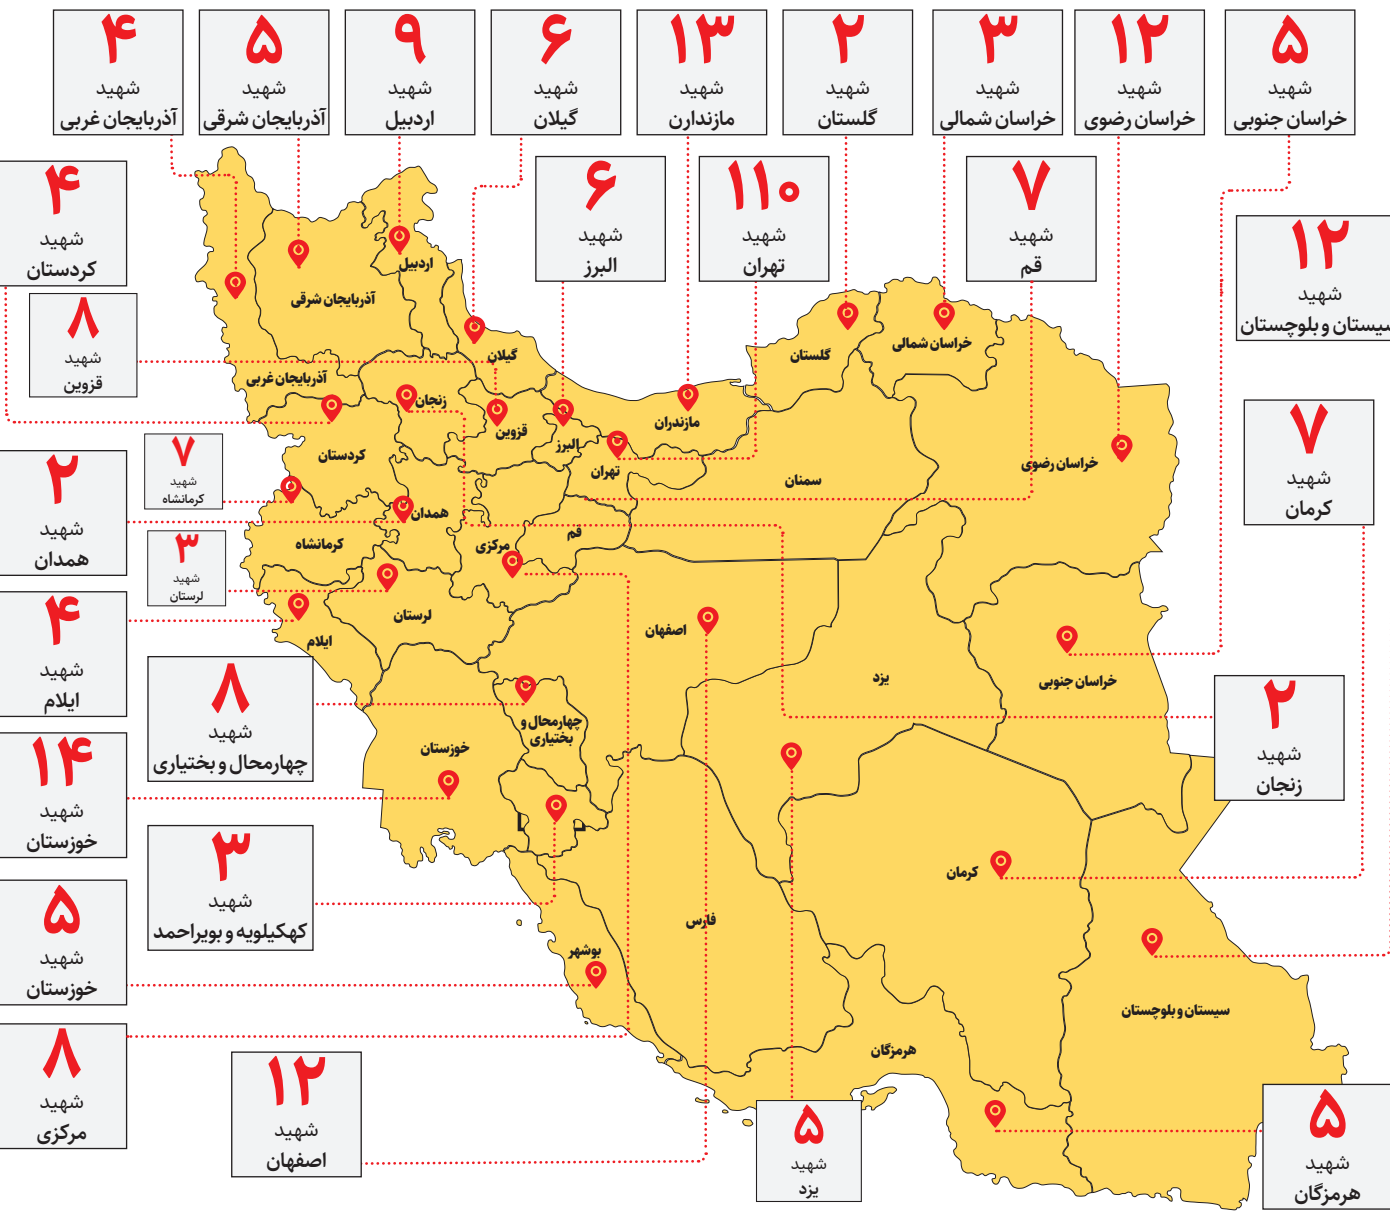 ۵
شهید
خراسان جنوبی
۱۲
شهید
خراسان رضوی
۳
شهید
خراسان شمالی
۲
شهید
گلستان
۱۳
شهید
مازندارن
۶
شهید
گیلان
۹
شهید
اردبیل
۵
شهید
آذربایجان شرقی
۴
شهید
آذربایجان غربی
۷
شهید
قم
۱۱۰
شهید
تهران
۶
شهید
البرز
۴
شهید
کردستان
۱۲
شهید
سیستان و بلوچستان
۸
شهید
قزوین
۷
شهید
کرمان
۷
شهید
کرمانشاه
۲
شهید
همدان
۳
شهید
لرستان
۴
شهید
ایلام
۸
شهید
چهارمحال و بختیاری
۲
شهید
زنجان
۱۴
شهید
خوزستان
۳
شهید
کهکیلویه و بویراحمد
۵
شهید
خوزستان
۸
شهید
مرکزی
۱۲
شهید
اصفهان
۵
شهید
یزد
۵
شهید
هرمزگان
اردبیل
آذربایجان شرقی
گیلان
آذربایجان غربی
زنجان
قزوین
البرز
تهران
مازندران
گلستان
خراسان شمالی
خراسان رضوی
سمنان
کردستان
همدان
کرمانشاه
مرکزی
قم
لرستان
ایلام
اصفهان
یزد
خراسان جنوبی
چهارمحال و
بختیاری
خوزستان
کرمان
فارس
بوشهر
هرمزگان
سیستان و بلوچستان